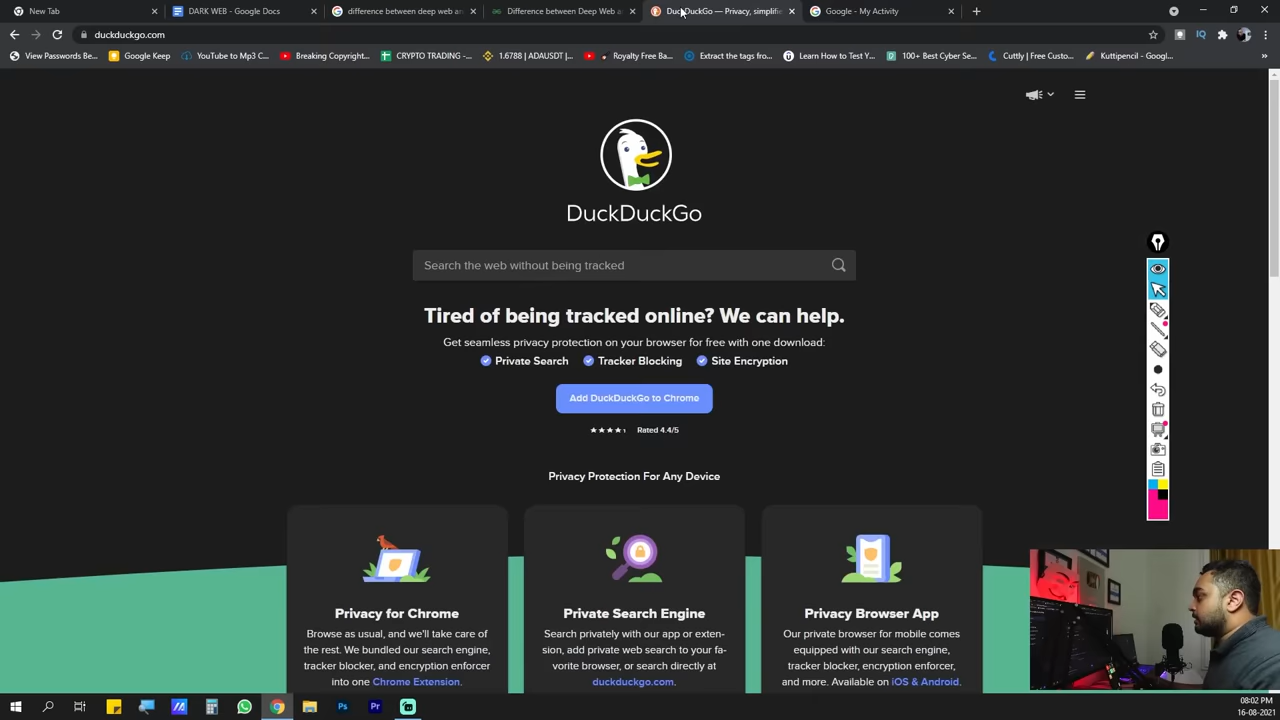 New Tab
DARK WEB - Google Docs
difference between deep web an
Difference between Deep Web an
DuckDuckGo — Privacy, simplifi
Google - My Activity
duckduckgo.com
View Passwords Be...
Google Keep
Breaking Copyright...
YouTube to Mp3 C...
CRYPTO TRADING -...
1.6788 | ADAUSDT |...
Royalty Free Ba...
Extract the tags fro...
Learn How to Test Y...
100+ Best Cyber Se...
Cuttly | Free Custo...
Kuttipencil - Googl...
DuckDuckGo
Search the web without being tracked
Tired of being tracked online? We can help.
Get seamless privacy protection on your browser for free with one download:
Private Search
Tracker Blocking
Site Encryption
Add DuckDuckGo to Chrome
Rated 4.4/5
Privacy Protection For Any Device
Privacy for Chrome
Browse as usual, and we'll take care of
the rest. We bundled our search engine,
tracker blocker, and encryption enforcer
into one Chrome Extension.
Private Search Engine
Search privately with our app or exten-
sion, add private web search to your fa-
vorite browser, or search directly at
duckduckgo.com.
Privacy Browser App
Our private browser for mobile comes
equipped with our search engine,
tracker blocker, encryption enforcer,
and more. Available on iOS & Android.
08:02 PM
16-08-2021